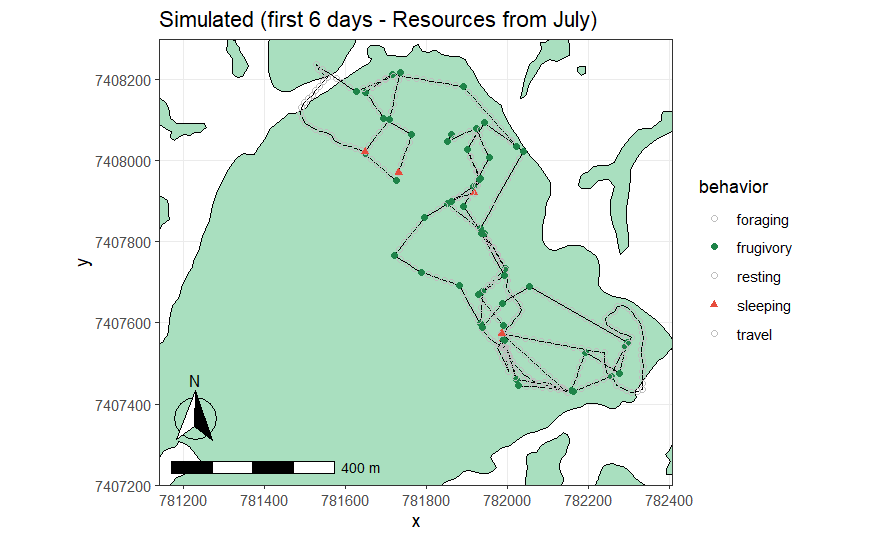 Simulated (first 6 days - Resources from July)
7408200
7408000
7407800
7407600
7407400
7407200
y
N
400 m
781200
781400
781600
781800
782000
782200
782400
x
behavior
foraging
frugivory
resting
sleeping
travel